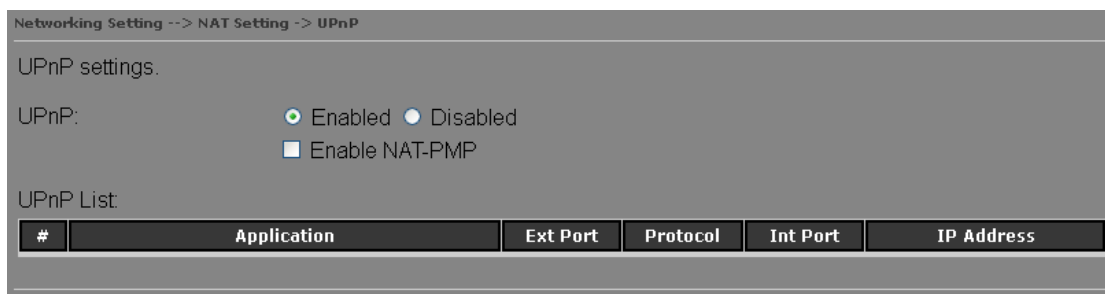 Networking Setting --> NAT Setting -> UPnP
UPnP settings.
UPnP: Enabled Disabled
Enable NAT-PMP
UPnP List:
# Application Ext Port Protocol Int Port IP Address